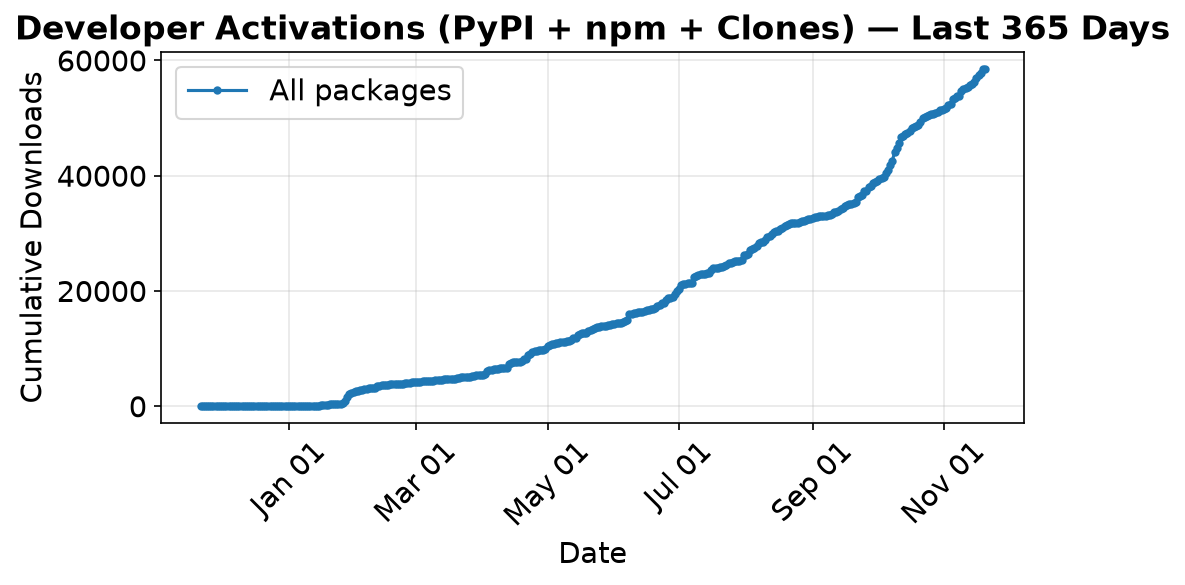 Developer Activations (PyPI + npm + Clones) — Last 365 Days
60000
40000
20000
0
Cumulative Downloads
All packages
Jan 01
Mar 01
May 01
Jul 01
Sep 01
Nov 01
Date